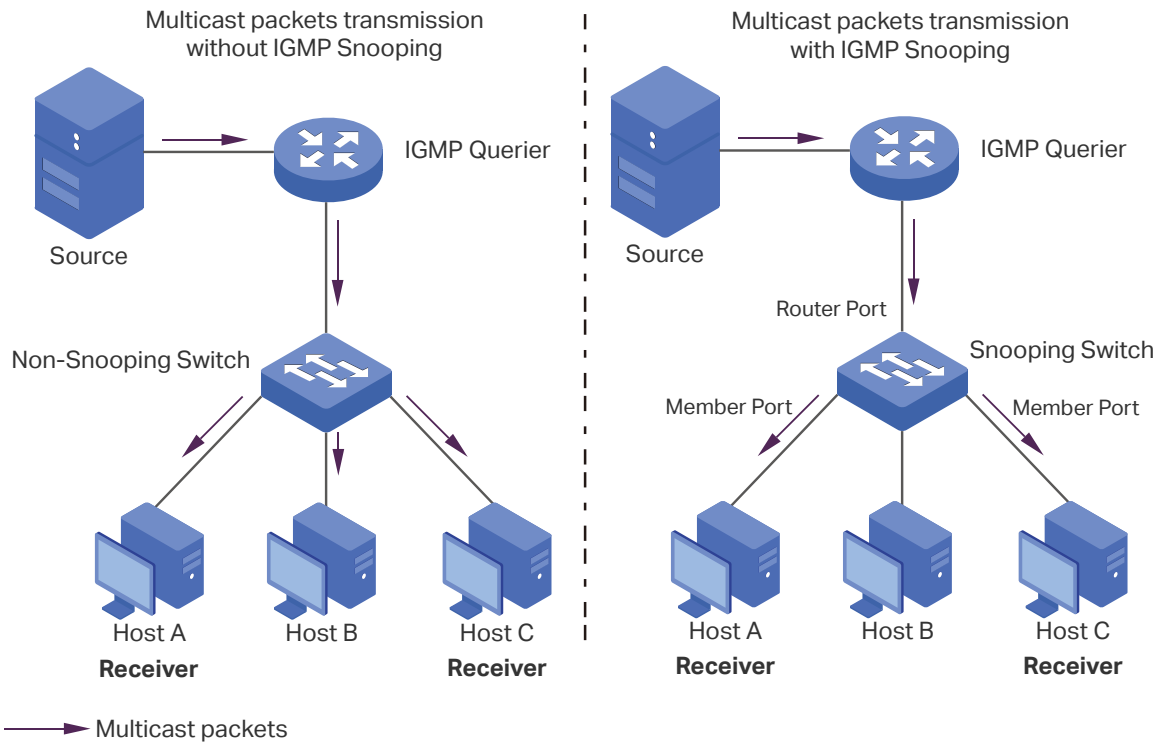 Multicast packets transmission
without IGMP Snooping
IGMP Querier
Source
Non-Snooping Switch
Host A
Receiver
Host B
Host C
Receiver
Multicast packets transmission
with IGMP Snooping
IGMP Querier
Source
Router Port
Snooping Switch
Member Port
Member Port
Host A
Receiver
Host B
Host C
Receiver
Multicast packets